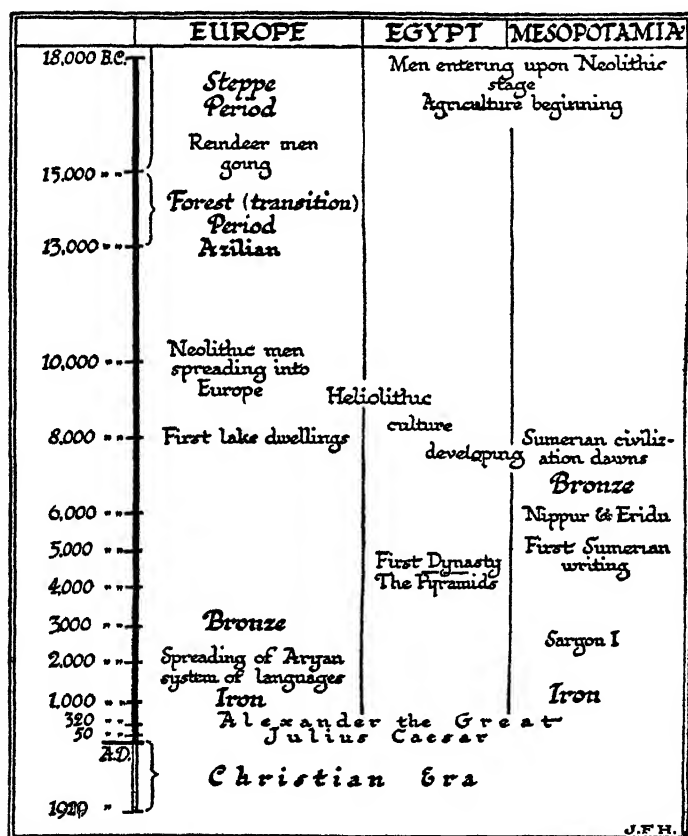 EUROPE EGYPT MESOPOTAMIA
18,000 B.C.
Men entering upon Neolithic
stage
Agriculture beginning
Steppe
Period
Reindeer men
going
15,000 " "
Forest (transition)
Period
13,000 " " Azilian
10,000 " " Neolithic men
spreading into
Europe
Heliolithic
culture
developing
8,000 " " First lake dwellings
Sumerian civiliz-
ation dawns
Bronze
6,000 " " Nippur & Eridu
5,000 " " First Sumerian
writing
First Dynasty
The Pyramids
4,000 " "
3,000 " " Bronze
Sargon I
2,000 " " Spreading of Aryan
system of languages
1,000 " " Iron Iron
320 " " Alexander the Great
50 " " Julius Caesar
A.D.
Christian Era
19 "
J.F.H.